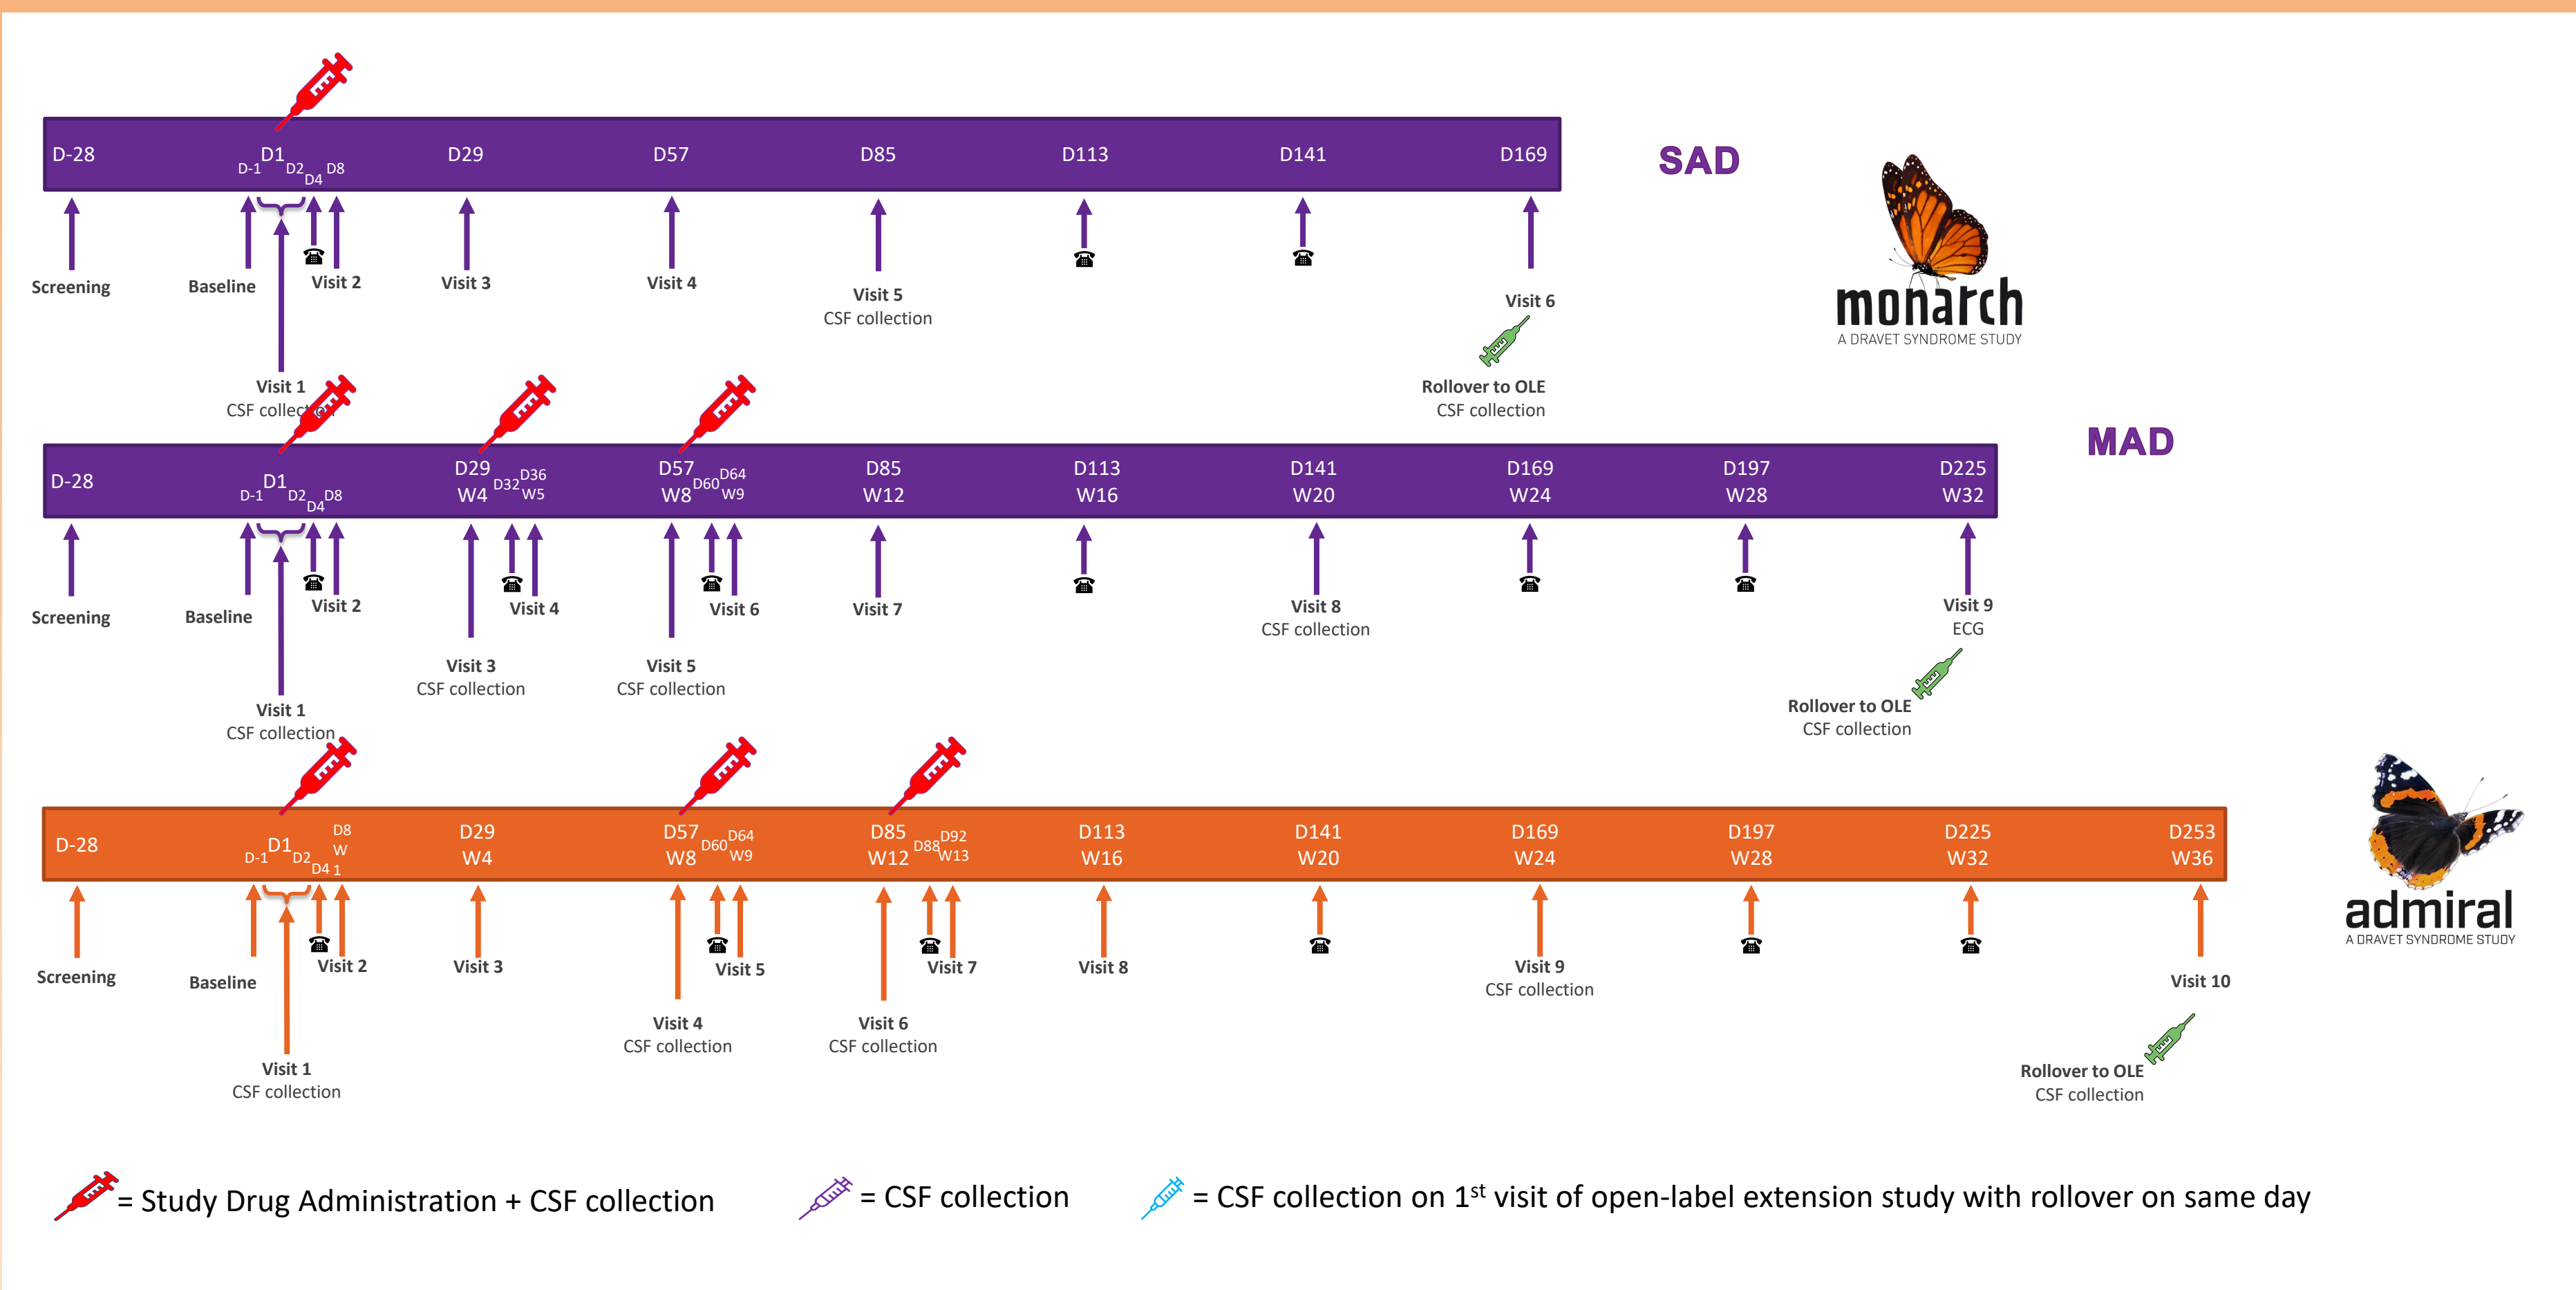 D-28
D-1
D1
D2
D4
D8
D29
D57
D85
D113
D141
D169
SAD
Screening
Baseline
Visit 1
CSF collection
Visit 2
Visit 3
Visit 4
Visit 5
CSF collection
Visit 6
Rollover to OLE
CSF collection
monarch
A DRAVET SYNDROME STUDY
MAD
D-28
D-1
D1
D2
D4
D8
D29
W4
D32
D36
W5
D57
W8
D60
D64
W9
D85
W12
D113
W16
D141
W20
D169
W24
D197
W28
D225
W32
Screening
Baseline
Visit 1
CSF collection
Visit 2
Visit 3
CSF collection
Visit 4
Visit 5
CSF collection
Visit 6
Visit 7
Visit 8
CSF collection
Visit 9
ECG
Rollover to OLE
CSF collection
D-28
D-1
D1
D2
D4
D8
W
1
D29
W4
D57
W8
D60
D64
W9
D85
W12
D88
D92
W13
D113
W16
D141
W20
D169
W24
D197
W28
D225
W32
D253
W36
Screening
Baseline
Visit 1
CSF collection
Visit 2
Visit 3
Visit 4
CSF collection
Visit 5
Visit 6
CSF collection
Visit 7
Visit 8
Visit 9
CSF collection
Visit 10
Rollover to OLE
CSF collection
admiral
A DRAVET SYNDROME STUDY
= Study Drug Administration + CSF collection
= CSF collection
= CSF collection on 1st visit of open-label extension study with rollover on same day